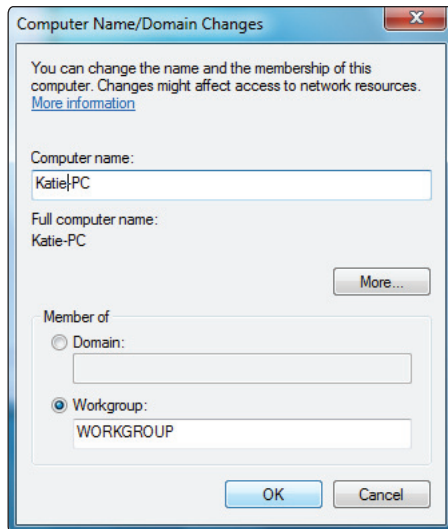 Computer Name/Domain Changes
You can change the name and the membership of this
computer. Changes might affect access to network resources.
More information
Computer name:
Katie-PC
Full computer name:
Katie-PC
More...
Member of
Domain:
Workgroup:
WORKGROUP
OK
Cancel